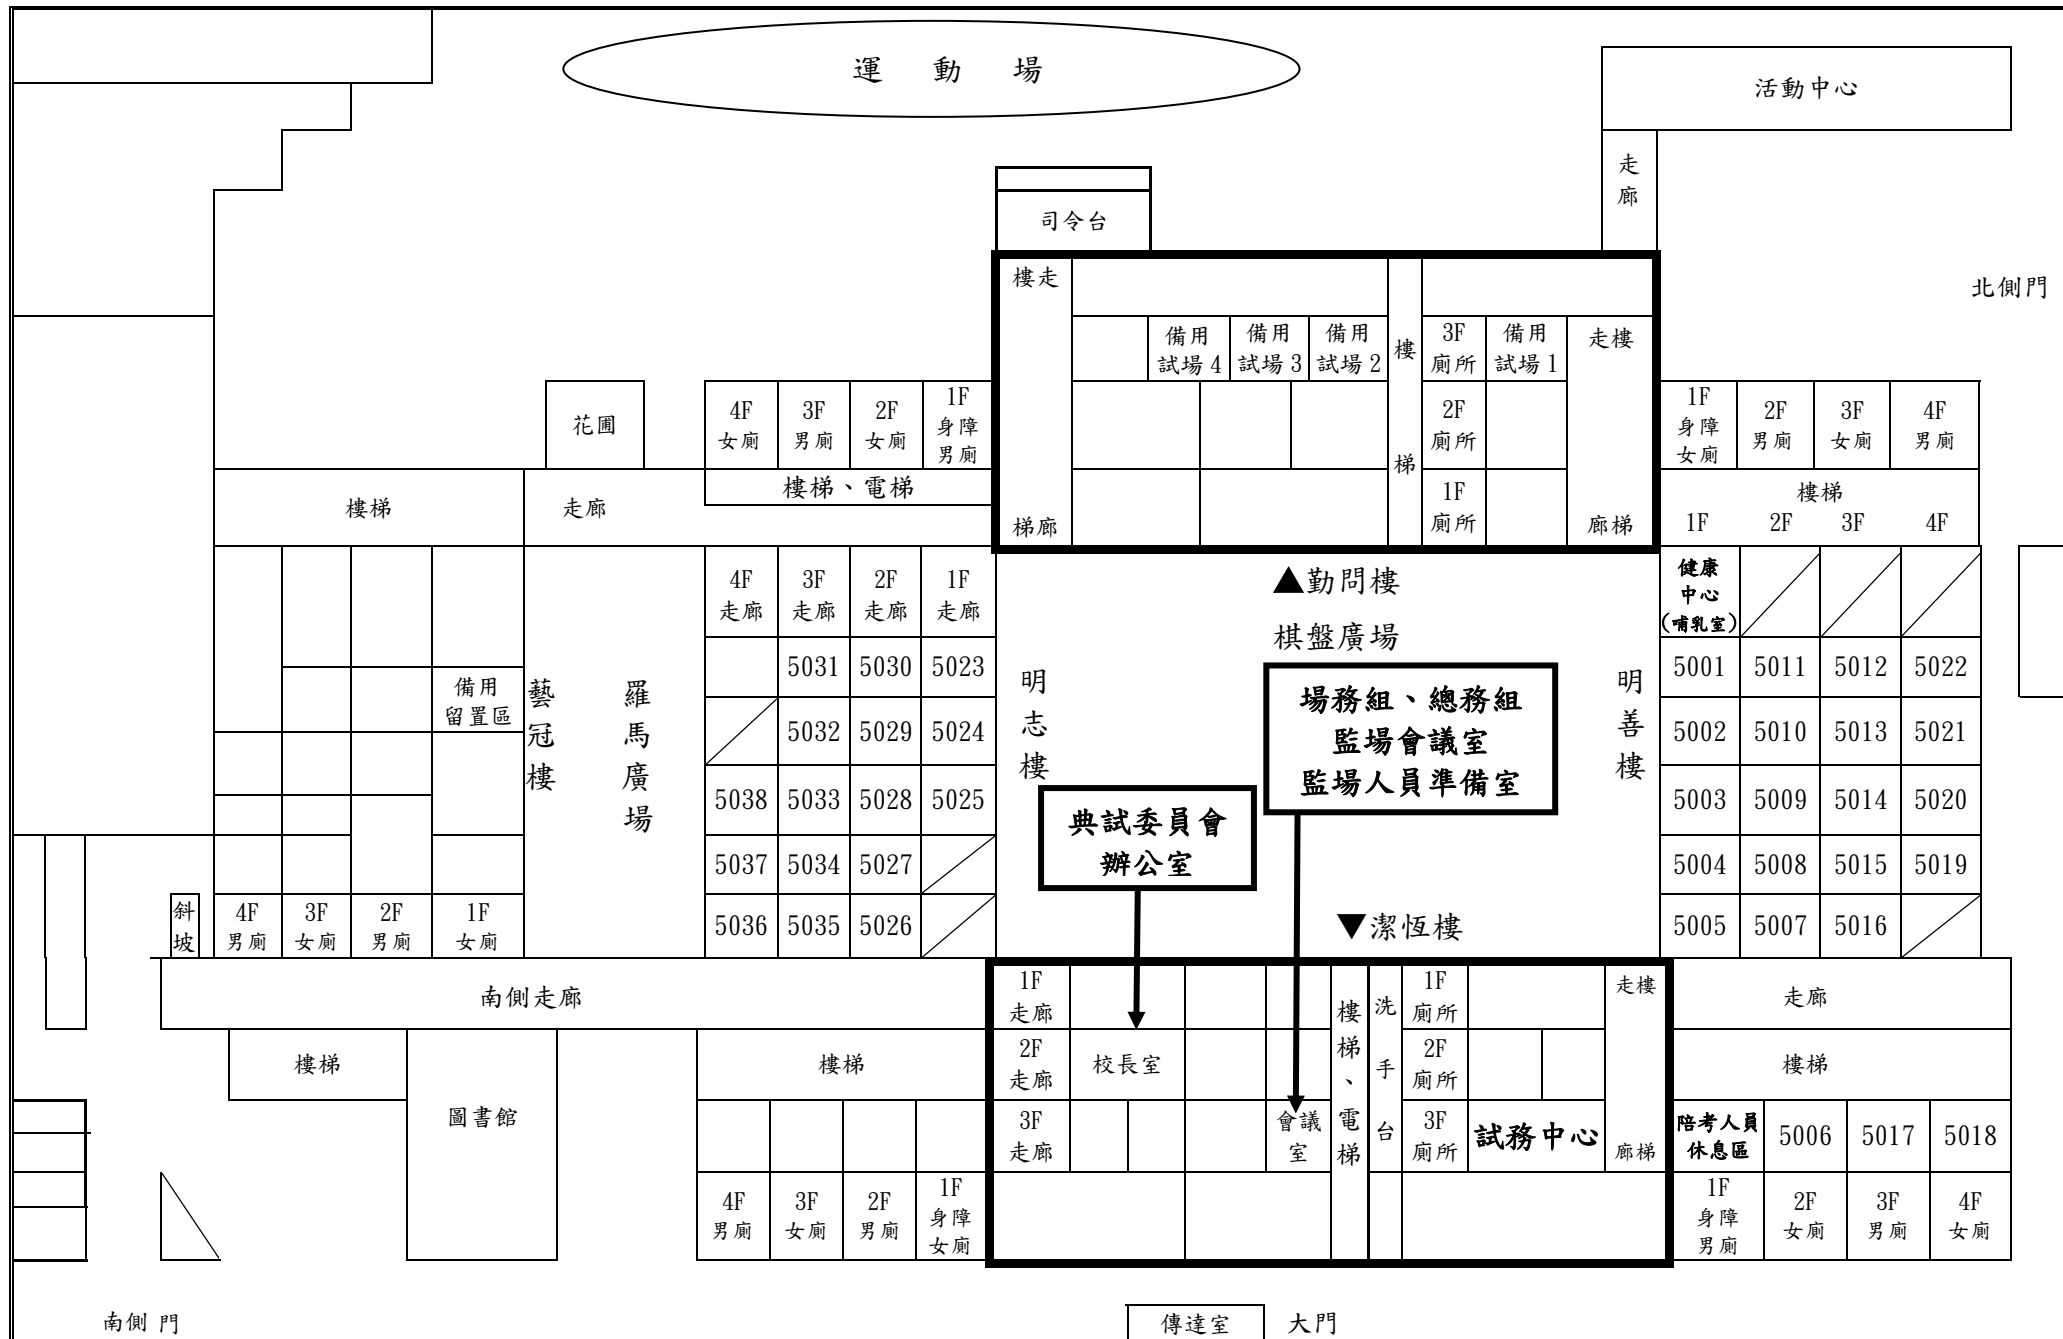 運 動 場
活動中心
走
廊
司令台
北側門
樓走
梯廊
備用
試場4
備用
試場3
備用
試場2
樓
梯
3F
廁所
備用
試場1
走樓
廊梯
2F
廁所
1F
廁所
花圃
4F
女廁
3F
男廁
2F
女廁
1F
身障
男廁
1F
身障
女廁
2F
男廁
3F
女廁
4F
男廁
樓梯
走廊
樓梯、電梯
樓梯
1F 2F 3F 4F
4F
走廊
3F
走廊
2F
走廊
1F
走廊
▲勤問樓
棋盤廣場
健康
中心
(哺乳室)
備用
留置區
藝
冠
樓
羅
馬
廣
場
5031 5030 5023
5032 5029 5024
5038 5033 5028 5025
5037 5034 5027
5036 5035 5026
明
志
樓
場務組、總務組
監場會議室
監場人員準備室
典試委員會
辦公室
明
善
樓
5001 5011 5012 5022
5002 5010 5013 5021
5003 5009 5014 5020
5004 5008 5015 5019
5005 5007 5016
▼潔恆樓
斜
坡
4F
男廁
3F
女廁
2F
男廁
1F
女廁
南側走廊
1F
走廊
2F
走廊
3F
走廊
校長室
會議
室
樓
梯
、
電
梯
洗
手
台
1F
廁所
2F
廁所
3F
廁所
試務中心
走樓
廊梯
走廊
樓梯
樓梯
圖書館
樓梯
4F
男廁
3F
女廁
2F
男廁
1F
身障
女廁
陪考人員
休息區
5006 5017 5018
1F
身障
男廁
2F
女廁
3F
男廁
4F
女廁
南側 門
傳達室
大門